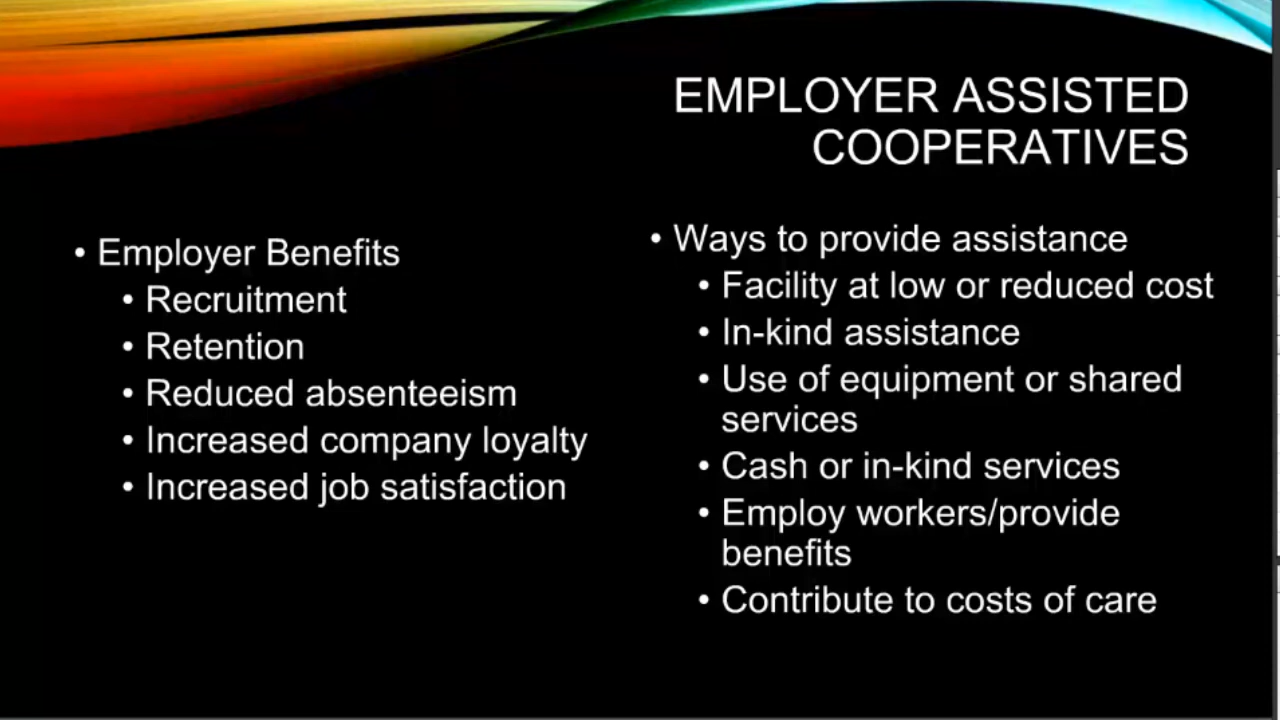 EMPLOYER ASSISTED
COOPERATIVES
• Employer Benefits
• Recruitment
• Retention
• Reduced absenteeism
• Increased company loyalty
• Increased job satisfaction
• Ways to provide assistance
• Facility at low or reduced cost
• In-kind assistance
• Use of equipment or shared
services
• Cash or in-kind services
• Employ workers/provide
benefits
• Contribute to costs of care